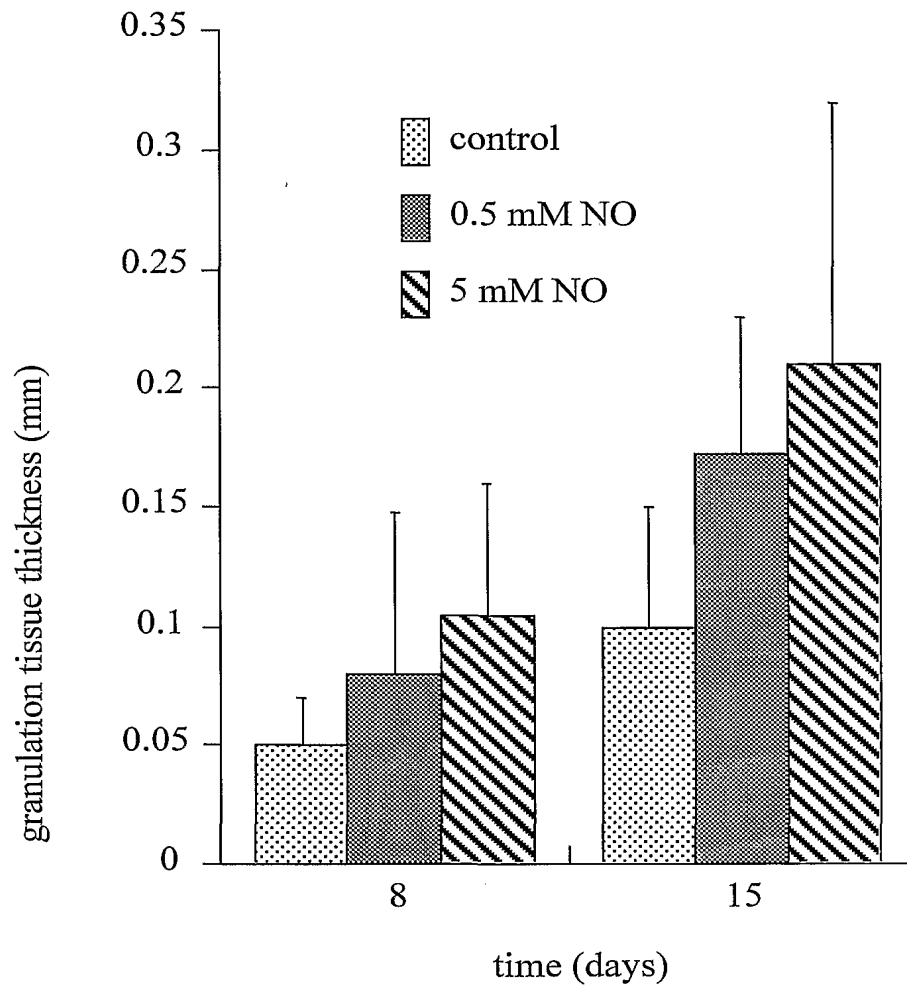 granulation tissue thickness (mm)
0.35
0.3
0.25
0.2
0.15
0.1
0.05
0
control
0.5 mM NO
5 mM NO
8
15
time (days)